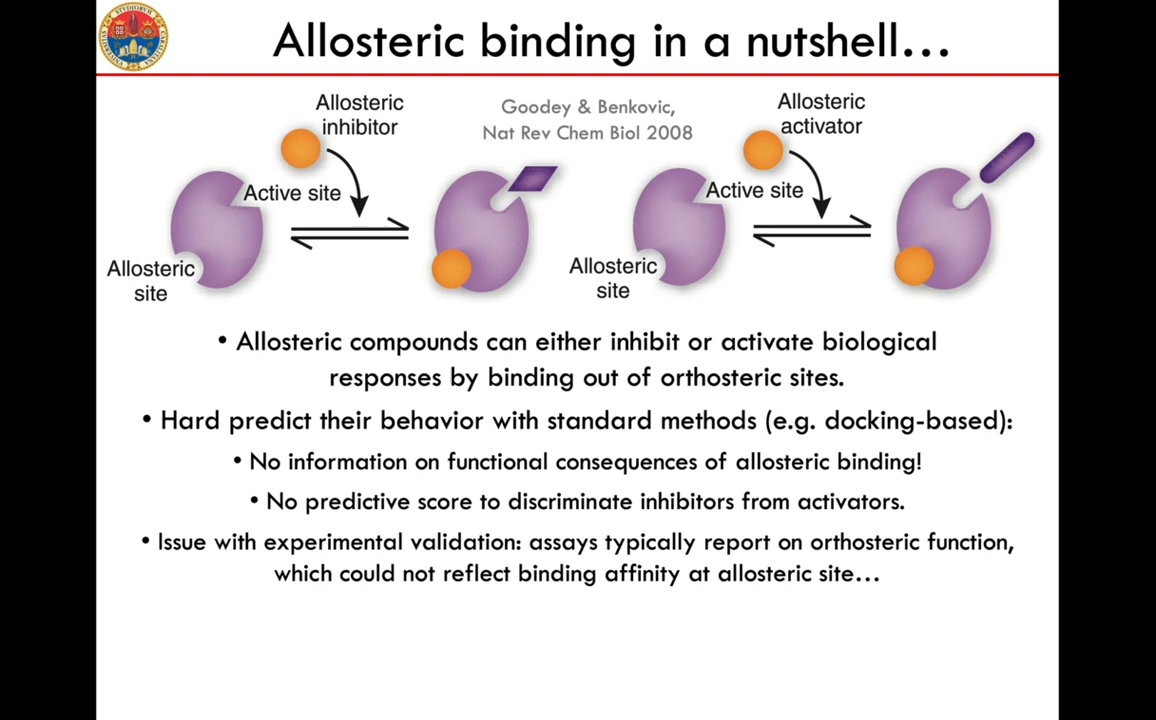 Allosteric binding in a nutshell…
Allosteric
inhibitor
Goodey & Benkovic,
Nat Rev Chem Biol 2008
Allosteric
activator
Active site
Active site
Allosteric
site
Allosteric
site
• Allosteric compounds can either inhibit or activate biological
responses by binding out of orthosteric sites.
• Hard predict their behavior with standard methods (e.g. docking-based):
• No information on functional consequences of allosteric binding!
• No predictive score to discriminate inhibitors from activators.
• Issue with experimental validation: assays typically report on orthosteric function,
which could not reflect binding affinity at allosteric site…